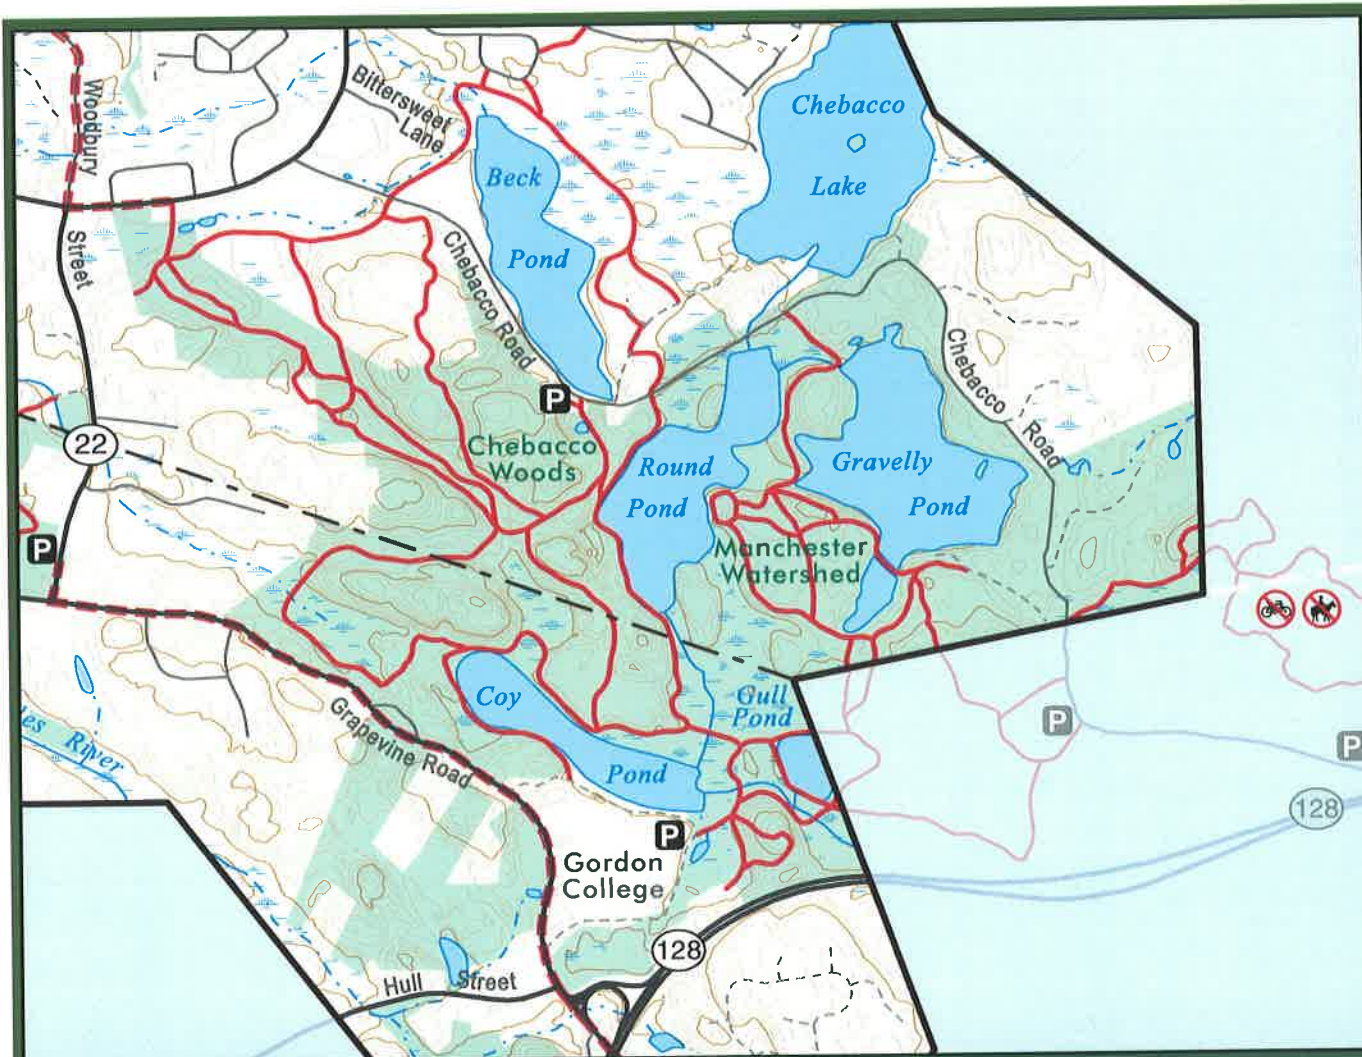 Woodbury
Street
Bittersweet
Lane
Chebacco
Lake
Beck
Pond
Chebacco Road
Chebacco
Road
P
22
Chebacco
Woods
Round
Pond
Gravelly
Pond
P
Manchester
Watershed
Coy
Pond
Gull
Pond
P
P
les River
Grapevine Road
128
P
Gordon
College
128
Hull Street